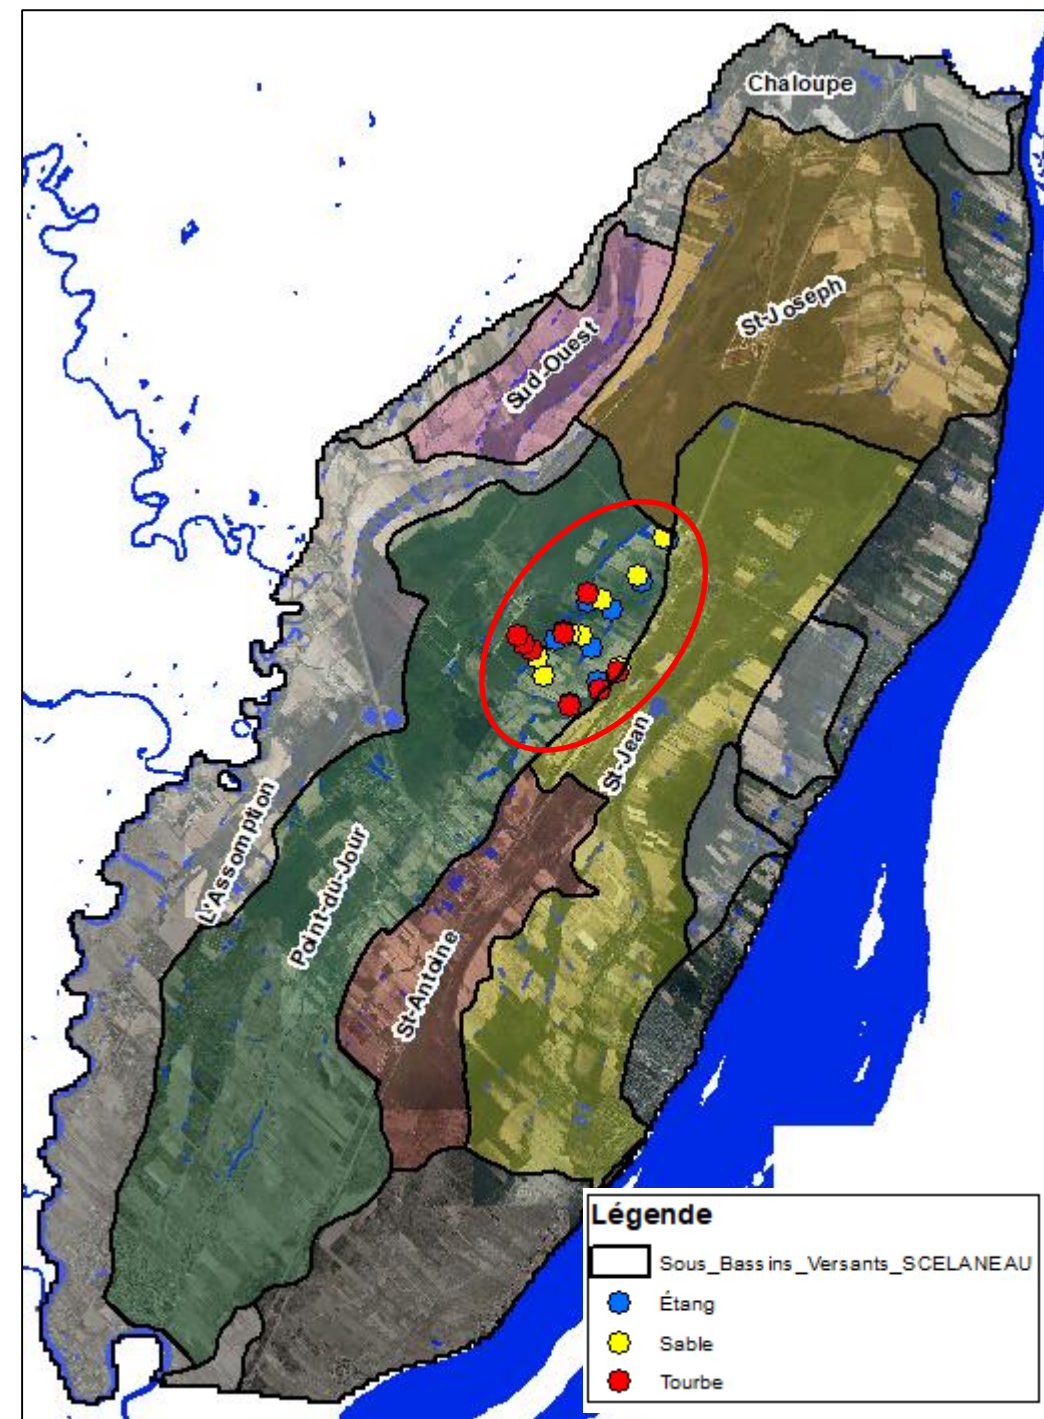 Chaloupe
St-Joseph
Sud-Ouest
St-Jean
L'Assomption
Point-du-Jour
St-Antoine
Légende
Sous_Bassins_Versants_SCELANEAU
Étang
Sable
Tourbe